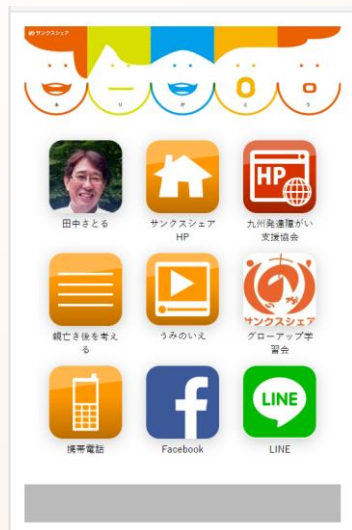 サンクスシェア
あ り が と う
田中さとる
サンクスシェア
HP
HP
九州発達障がい
支援協会
親亡き後を考え
る
うみのいえ
サンクスシェア
グローアップ学
習会
携帯電話
Facebook
LINE
LINE